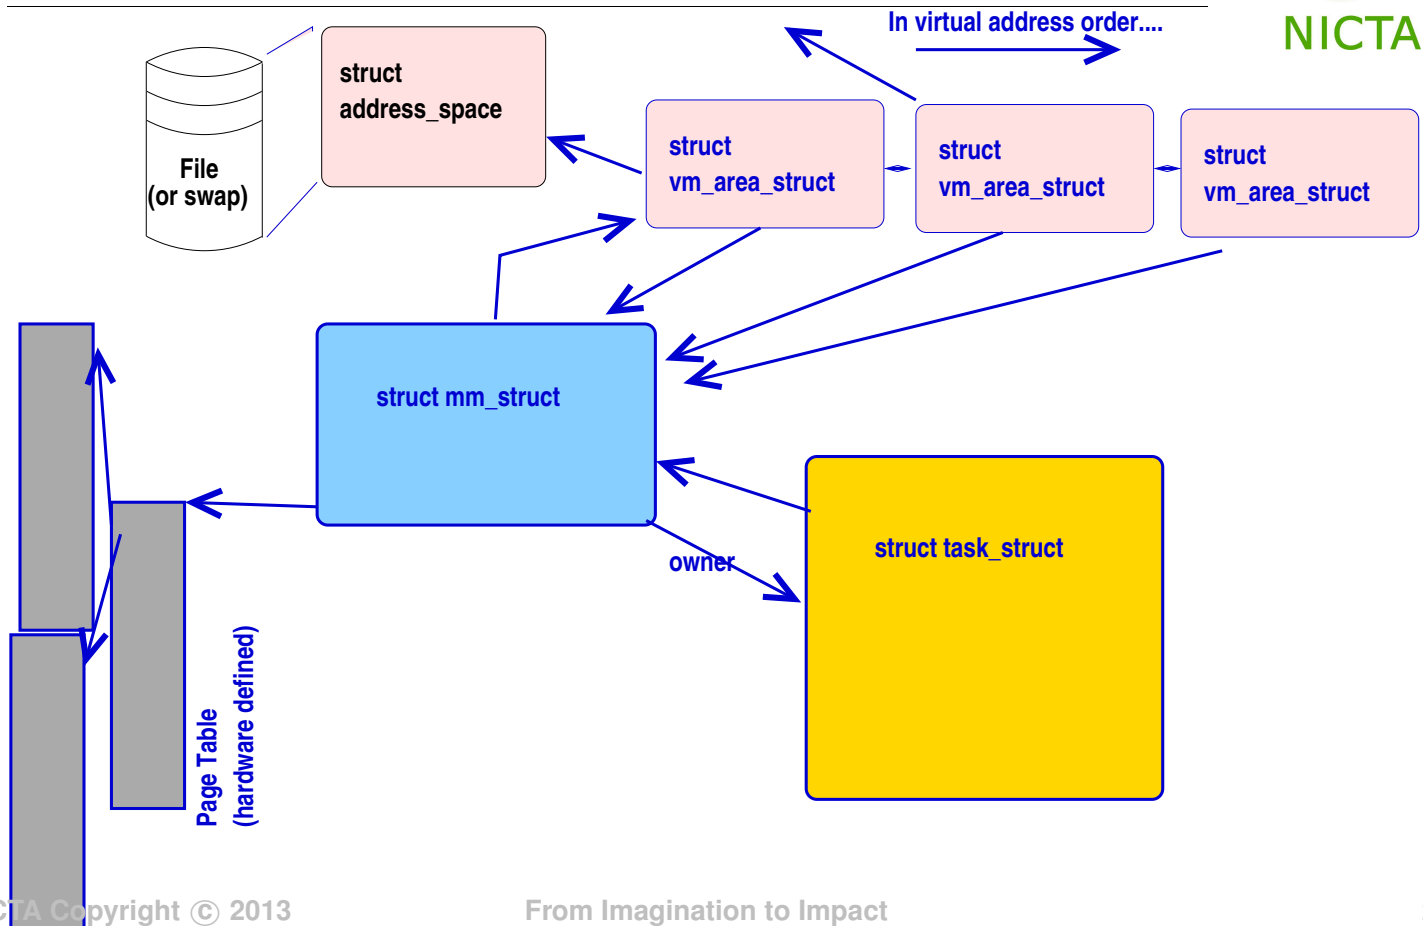 In virtual address order....
NICTA
struct
address_space
File
(or swap)
struct
vm_area_struct
struct
vm_area_struct
struct
vm_area_struct
struct mm_struct
owner
struct task_struct
Page Table
(hardware defined)
CTA Copyright © 2013
From Imagination to Impact